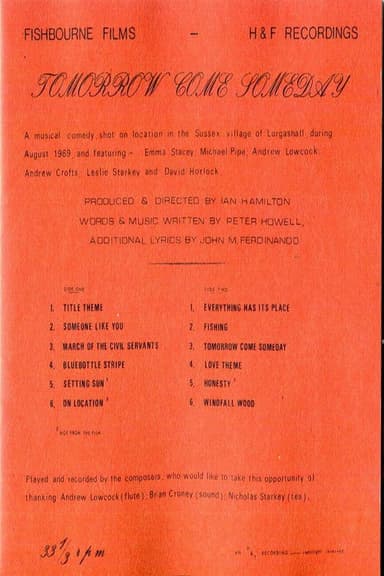 FISHBOURNE FILMS - H & F RECORDINGS
TOMORROW COME SOMEDAY
A musical comedy, shot on location in the Sussex village of Lurgashall during
August 1969, and featuring:- Emma Stacey; Michael Pipe; Andrew Lowcock;
Andrew Crofts; Leslie Starkey and David Horlock.
PRODUCED & DIRECTED BY IAN HAMILTON
WORDS & MUSIC WRITTEN BY PETER HOWELL,
ADDITIONAL LYRICS BY JOHN M. FERDINANDO
SIDE ONE
1. TITLE THEME
2. SOMEONE LIKE YOU
3. MARCH OF THE CIVIL SERVANTS
4. BLUEBOTTLE STRIPE
5. SETTING SUN *
6. ON LOCATION *
* NOT FROM THE FILM
SIDE TWO
1. EVERYTHING HAS ITS PLACE
2. FISHING
3. TOMORROW COME SOMEDAY
4. LOVE THEME
5. HONESTY *
6. WINDFALL WOOD
Played and recorded by the composers, who would like to take this opportunity of
thanking Andrew Lowcock (flute); Brian Croney (sound); Nicholas Starkey (tea).
33 1/3 r p m
RECORDING